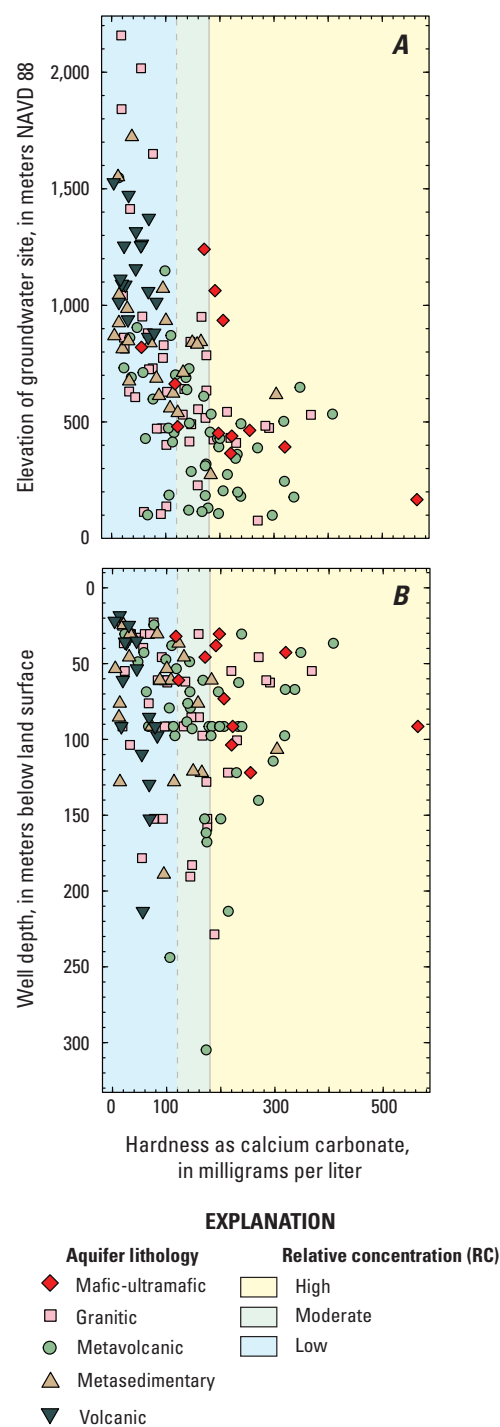 A
Elevation of groundwater site, in meters NAVD 88
2,000
1,500
1,000
500
0
B
Well depth, in meters below land surface
0
50
100
150
200
250
300
0 100 300 500
Hardness as calcium carbonate,
in milligrams per liter
EXPLANATION
Aquifer lithology Relative concentration (RC)
Mafic-ultramafic High
Granitic Moderate
Metavolcanic Low
Metasedimentary
Volcanic